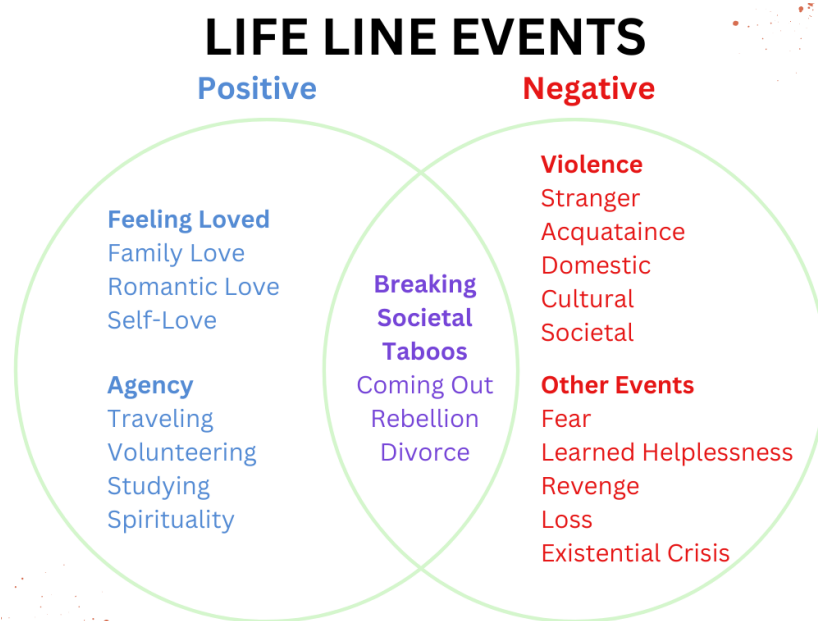 LIFE LINE EVENTS
Positive
Negative
Feeling Loved
Family Love
Romantic Love
Self-Love
Agency
Traveling
Volunteering
Studying
Spirituality
Breaking
Societal
Taboos
Coming Out
Rebellion
Divorce
Violence
Stranger
Acquataince
Domestic
Cultural
Societal
Other Events
Fear
Learned Helplessness
Revenge
Loss
Existential Crisis